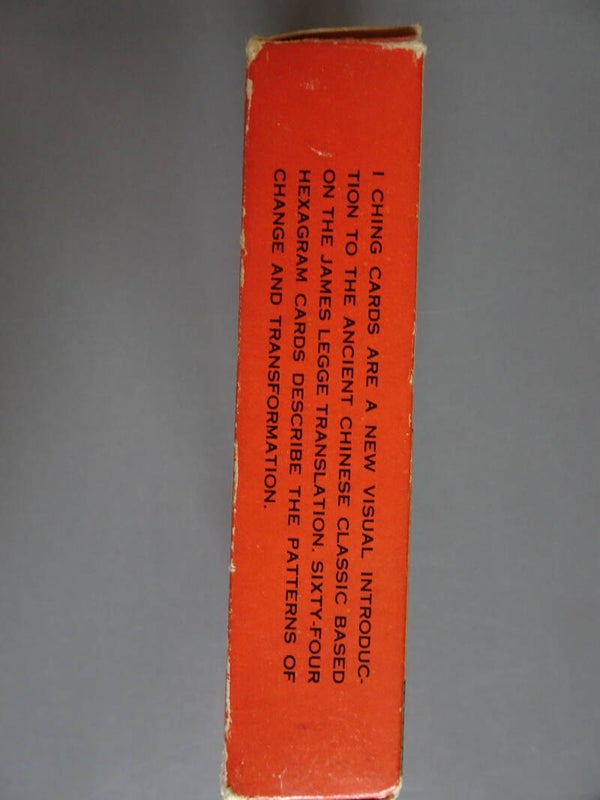 I CHING CARDS ARE A NEW VISUAL INTRODUC-
TION TO THE ANCIENT CHINESE CLASSIC BASED
ON THE JAMES LEGGE TRANSLATION. SIXTY-FOUR
HEXAGRAM CARDS DESCRIBE THE PATTERNS OF
CHANGE AND TRANSFORMATION.